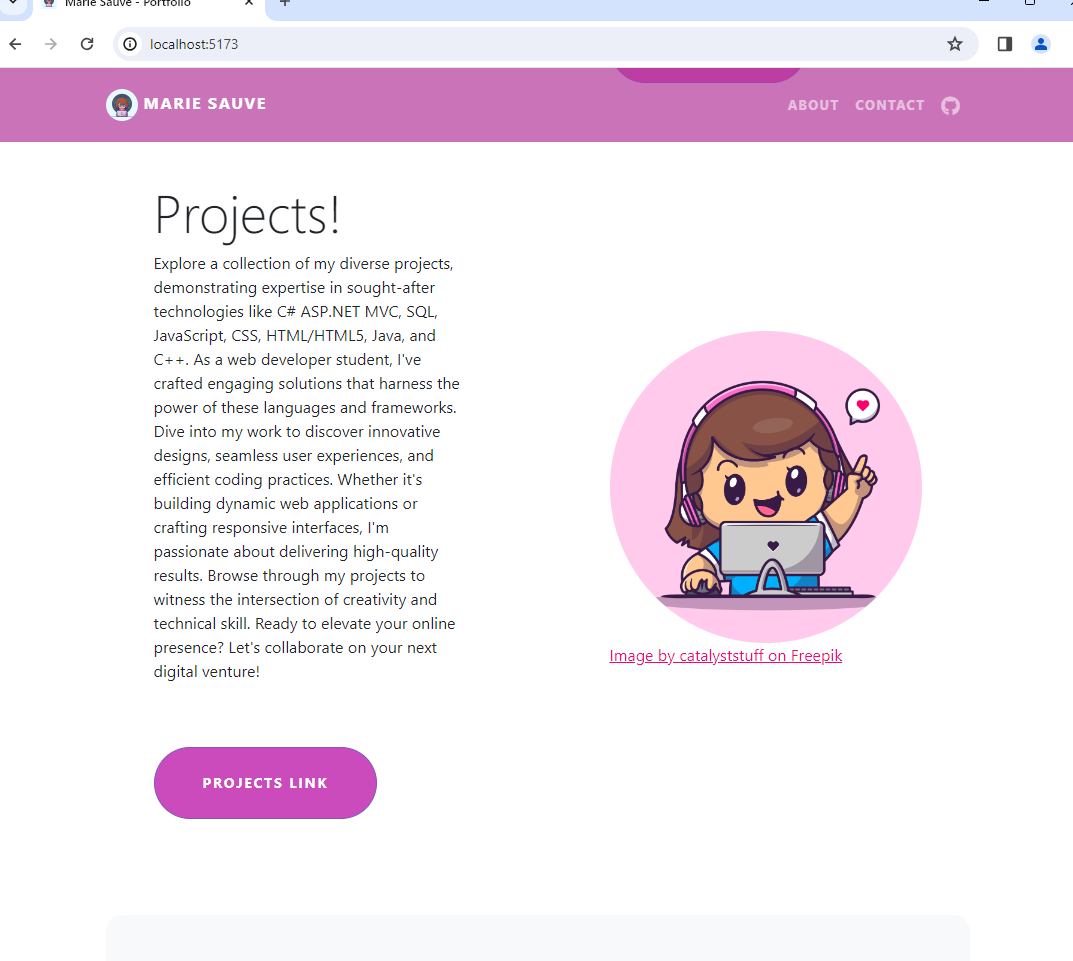 Marie Sauve - Portfolio
localhost:5173
MARIE SAUVE
ABOUT CONTACT
Projects!
Explore a collection of my diverse projects,
demonstrating expertise in sought-after
technologies like C# ASP.NET MVC, SQL,
JavaScript, CSS, HTML/HTML5, Java, and
C++. As a web developer student, I've
crafted engaging solutions that harness the
power of these languages and frameworks.
Dive into my work to discover innovative
designs, seamless user experiences, and
efficient coding practices. Whether it's
building dynamic web applications or
crafting responsive interfaces, I'm
passionate about delivering high-quality
results. Browse through my projects to
witness the intersection of creativity and
technical skill. Ready to elevate your online
presence? Let's collaborate on your next
digital venture!
Image by catalyststuff on Freepik
PROJECTS LINK